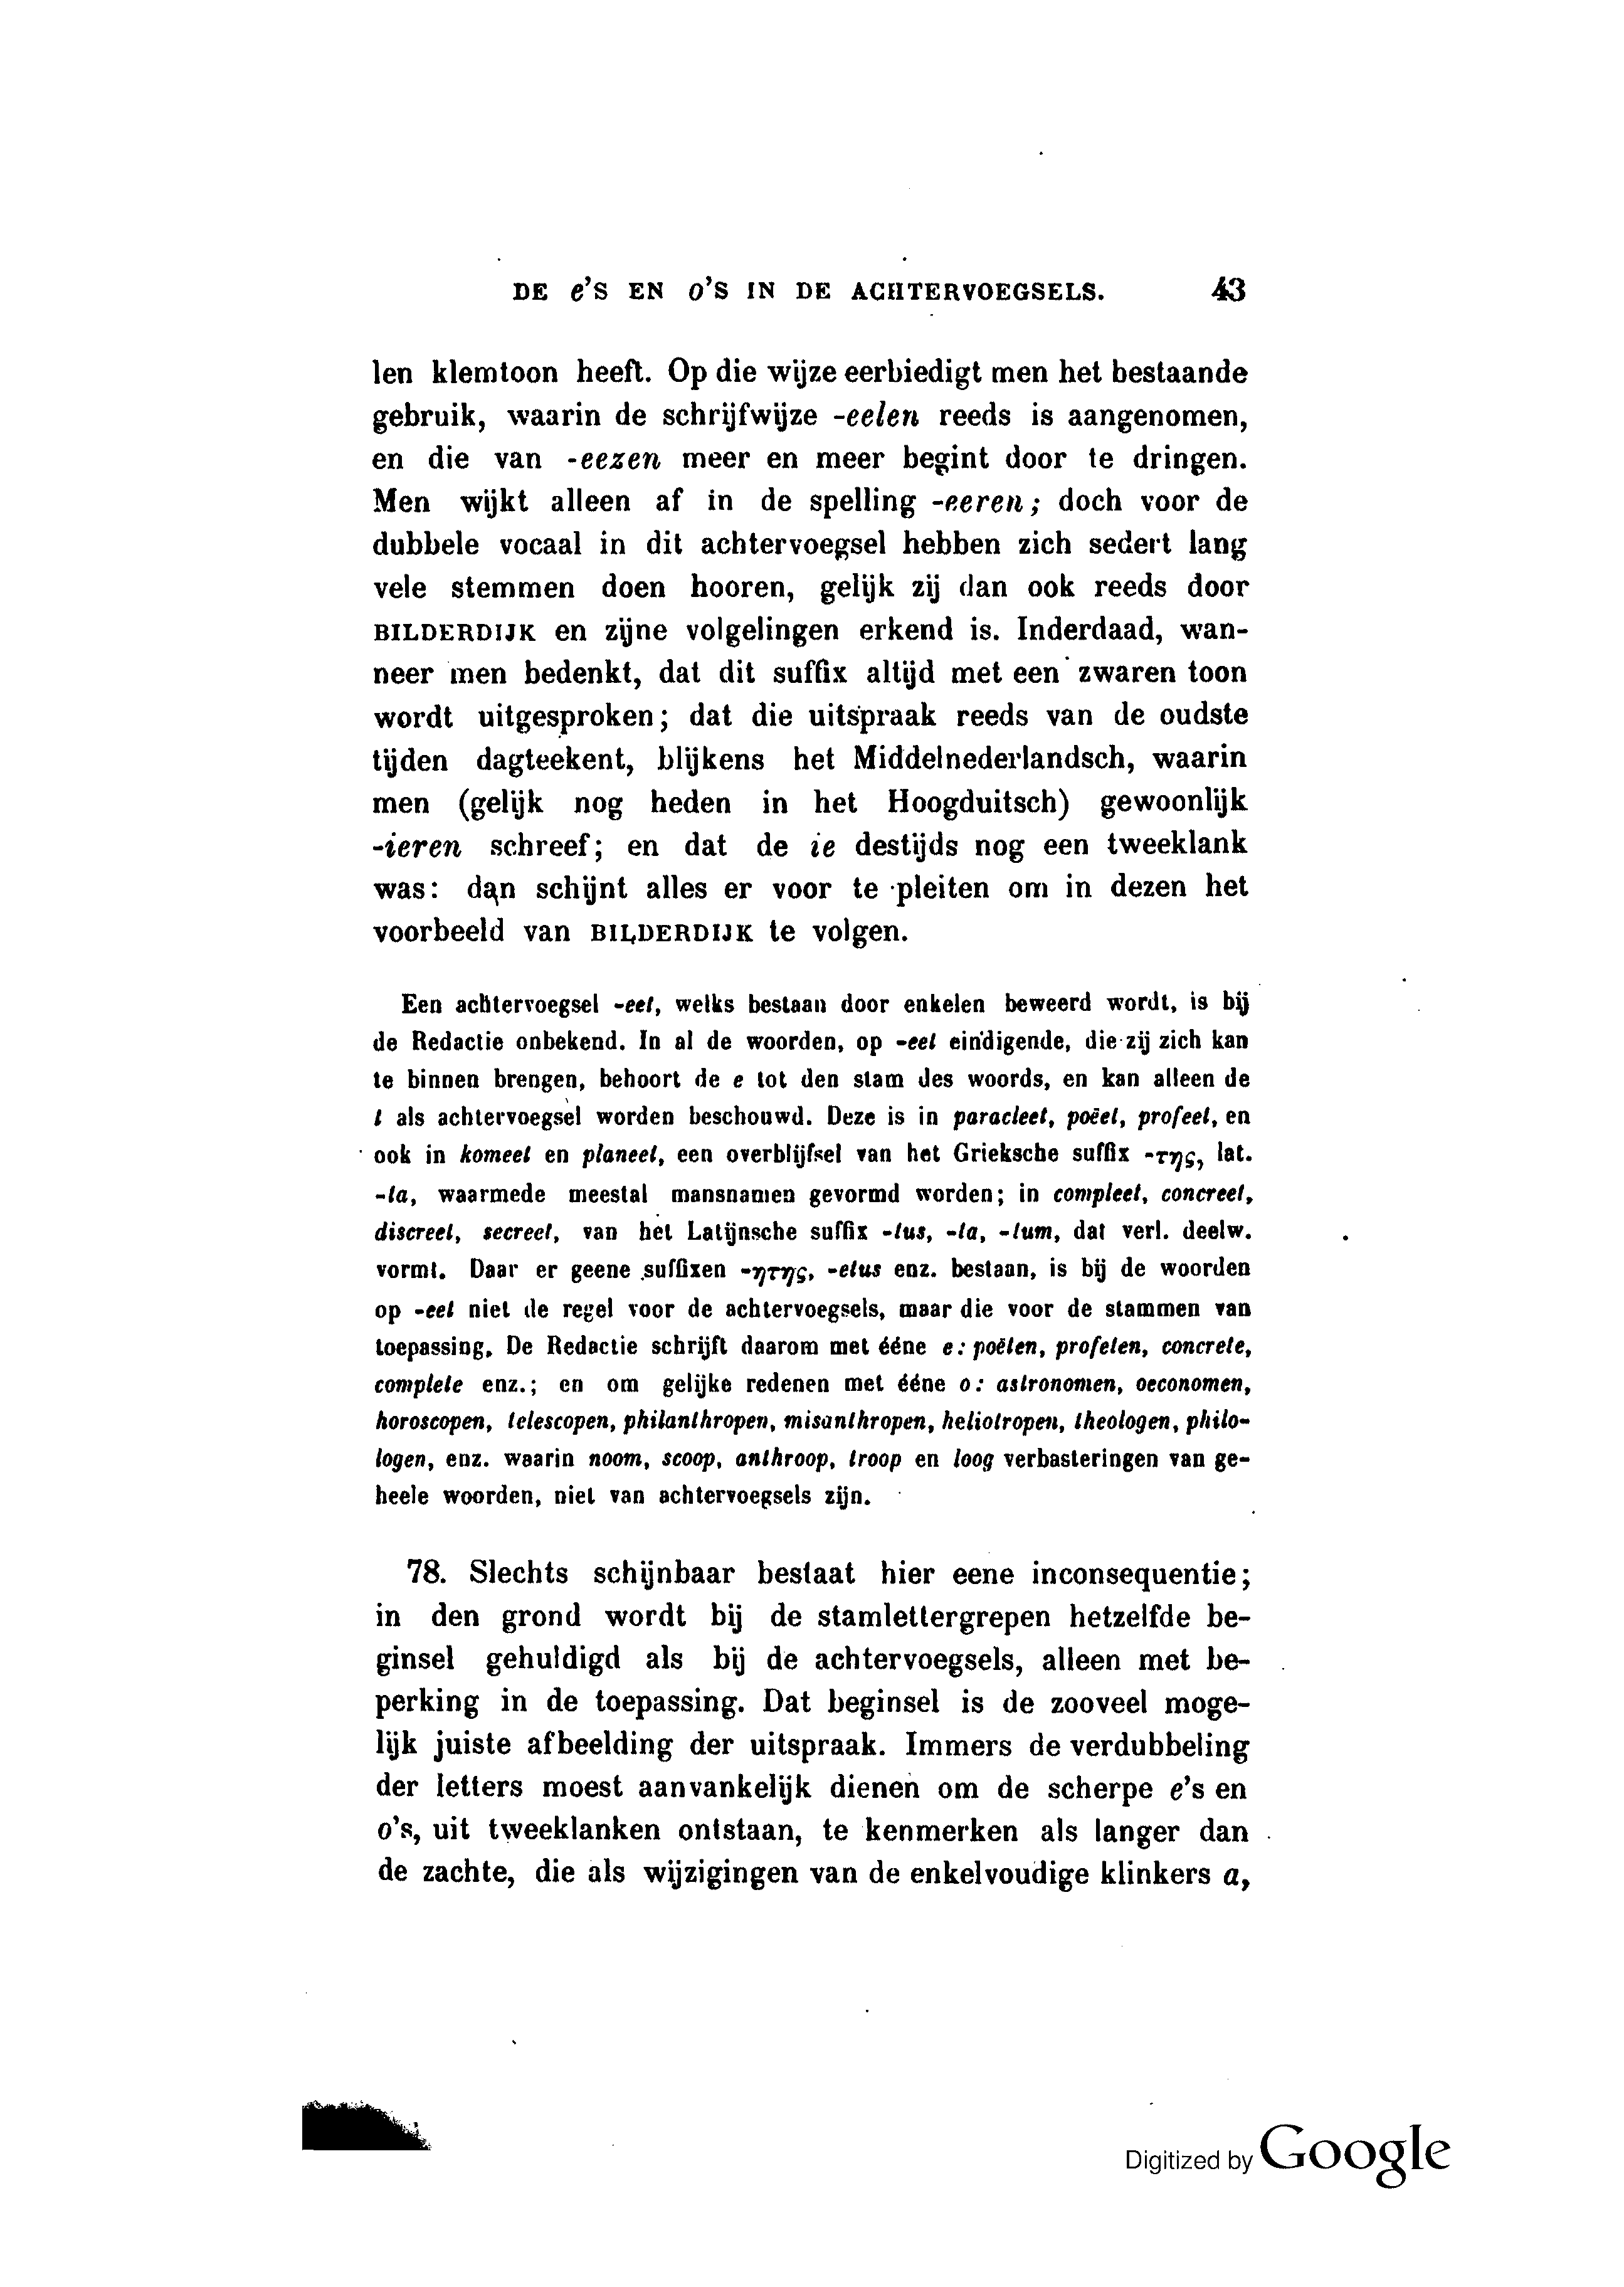 DE e'S EN o'S IN DE ACHTERVOEGSELS. 43
len klemtoon heeft. Op die wijze eerbiedigt men het bestaande
gebruik, waarin de schrijfwijze -eelen reeds is aangenomen,
en die van -eezen meer en meer begint door te dringen.
Men wijkt alleen af in de spelling -eeren; doch voor de
dubbele vocaal in dit achtervoegsel hebben zich sedert lang
vele stemmen doen hooren, gelijk zij dan ook reeds door
BILDERDIJK en zijne volgelingen erkend is. Inderdaad, wan-
neer men bedenkt, dat dit suffix altijd met een zwaren toon
wordt uitgesproken; dat die uitspraak reeds van de oudste
tijden dagteekent, blijkens het Middelnederlandsch, waarin
men (gelijk nog heden in het Hoogduitsch) gewoonlijk
-ieren schreef; en dat de ie destijds nog een tweeklank
was: dan schijnt alles er voor te pleiten om in dezen het
voorbeeld van BILDERDIJK te volgen.
Een achtervoegsel -eet, welks bestaan door enkelen beweerd wordt, is bij
de Redactie onbekend. In al de woorden, op -eet eindigende, die zij zich kan
te binnen brengen, behoort de e tot den stam des woords, en kan alleen de
t als achtervoegsel worden beschouwd. Deze is in paracleet, poëet, profeet, en
ook in komeet en planeet, een overblijfsel van het Grieksche suffix -της, lat.
-ta, waarmede meestal mansnamen gevormd worden; in compleet, concreet,
discreet, secreet, van het Latijnsche suffix -tus, -ta, -tum, dat verl. deelw.
vormt. Daar er geene suffixen -ητης, -etus enz. bestaan, is bij de woorden
op -eet niet de regel voor de achtervoegsels, maar die voor de stammen van
toepassing. De Redactie schrijft daarom met ééne e: poëten, profeten, concrete,
complete enz.; en om gelijke redenen met ééne o: astronomen, oeconomen,
horoscopen, telescopen, philanthropen, misanthropen, heliotropen, theologen, philo-
logen, enz. waarin noom, scoop, anthroop, troop en loog verbasteringen van ge-
heele woorden, niet van achtervoegsels zijn.
78. Slechts schijnbaar bestaat hier eene inconsequentie;
in den grond wordt bij de stamlettergrepen hetzelfde be-
ginsel gehuldigd als bij de achtervoegsels, alleen met be-
perking in de toepassing. Dat beginsel is de zooveel moge-
lijk juiste afbeelding der uitspraak. Immers de verdubbeling
der letters moest aanvankelijk dienen om de scherpe e's en
o's, uit tweeklanken ontstaan, te kenmerken als langer dan
de zachte, die als wijzigingen van de enkelvoudige klinkers a,
Digitized by Google